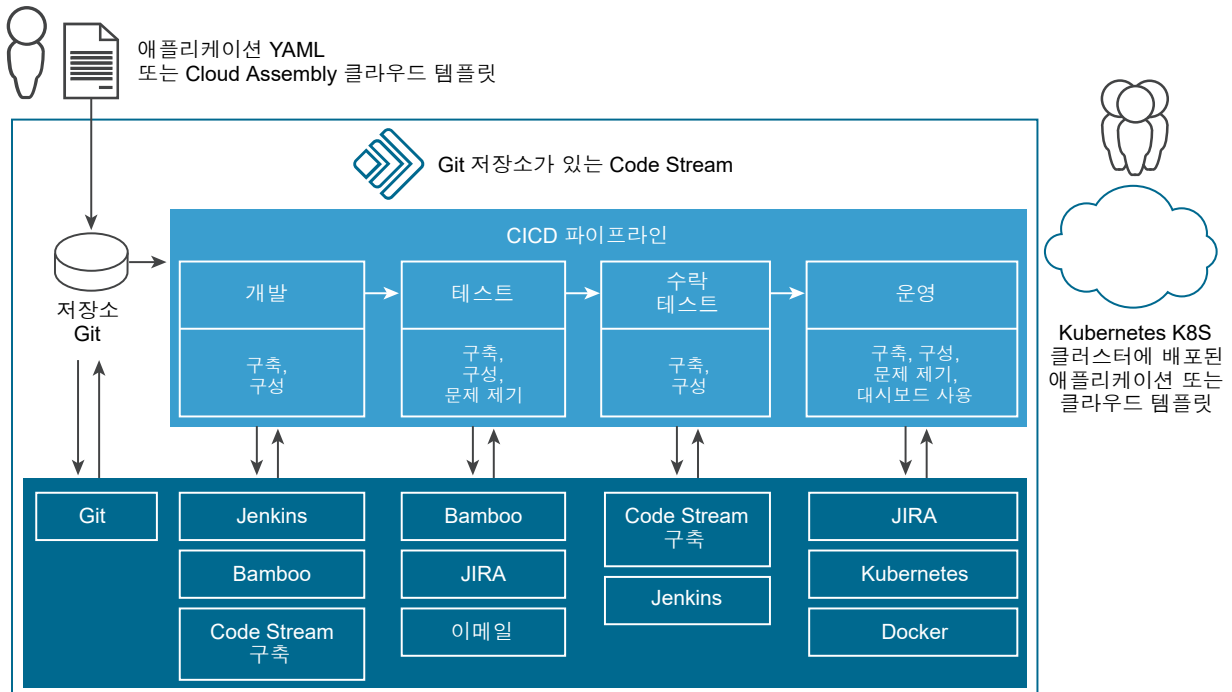 애플리케이션 YAML
또는 Cloud Assembly 클라우드 템플릿
Git 저장소가 있는 Code Stream
CICD 파이프라인
저장소
Git
개발
구축,
구성
테스트
구축,
구성,
문제 제기
수락
테스트
구축,
구성
운영
구축, 구성,
문제 제기,
대시보드 사용
Kubernetes K8S
클러스터에 배포된
애플리케이션 또는
클라우드 템플릿
Git
Jenkins
Bamboo
Code Stream
구축
Bamboo
JIRA
이메일
Code Stream
구축
Jenkins
JIRA
Kubernetes
Docker